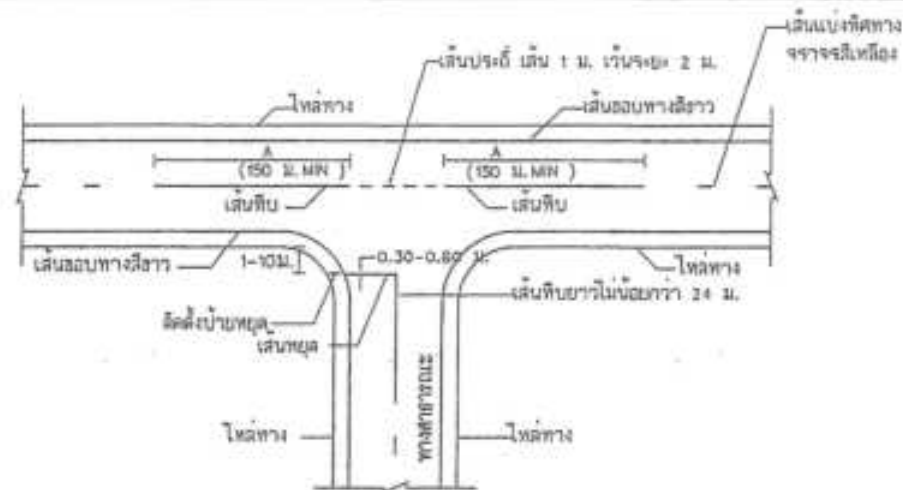 เส้นแบ่งทิศทาง
จราจรสีเหลือง
เส้นประถี่ เส้น 1 ม. เว้นระยะ 2 ม.
ไหล่ทาง
เส้นขอบทางสีขาว
A
(150 ม. MIN )
A
(150 ม. MIN )
เส้นทึบ
เส้นทึบ
เส้นขอบทางสีขาว
1-10ม.
0.30-0.60 ม.
ไหล่ทาง
เส้นทึบยาวไม่น้อยกว่า 24 ม.
ติดตั้งป้ายหยุด
เส้นหยุด
ทางสาธารณะ
ไหล่ทาง
ไหล่ทาง